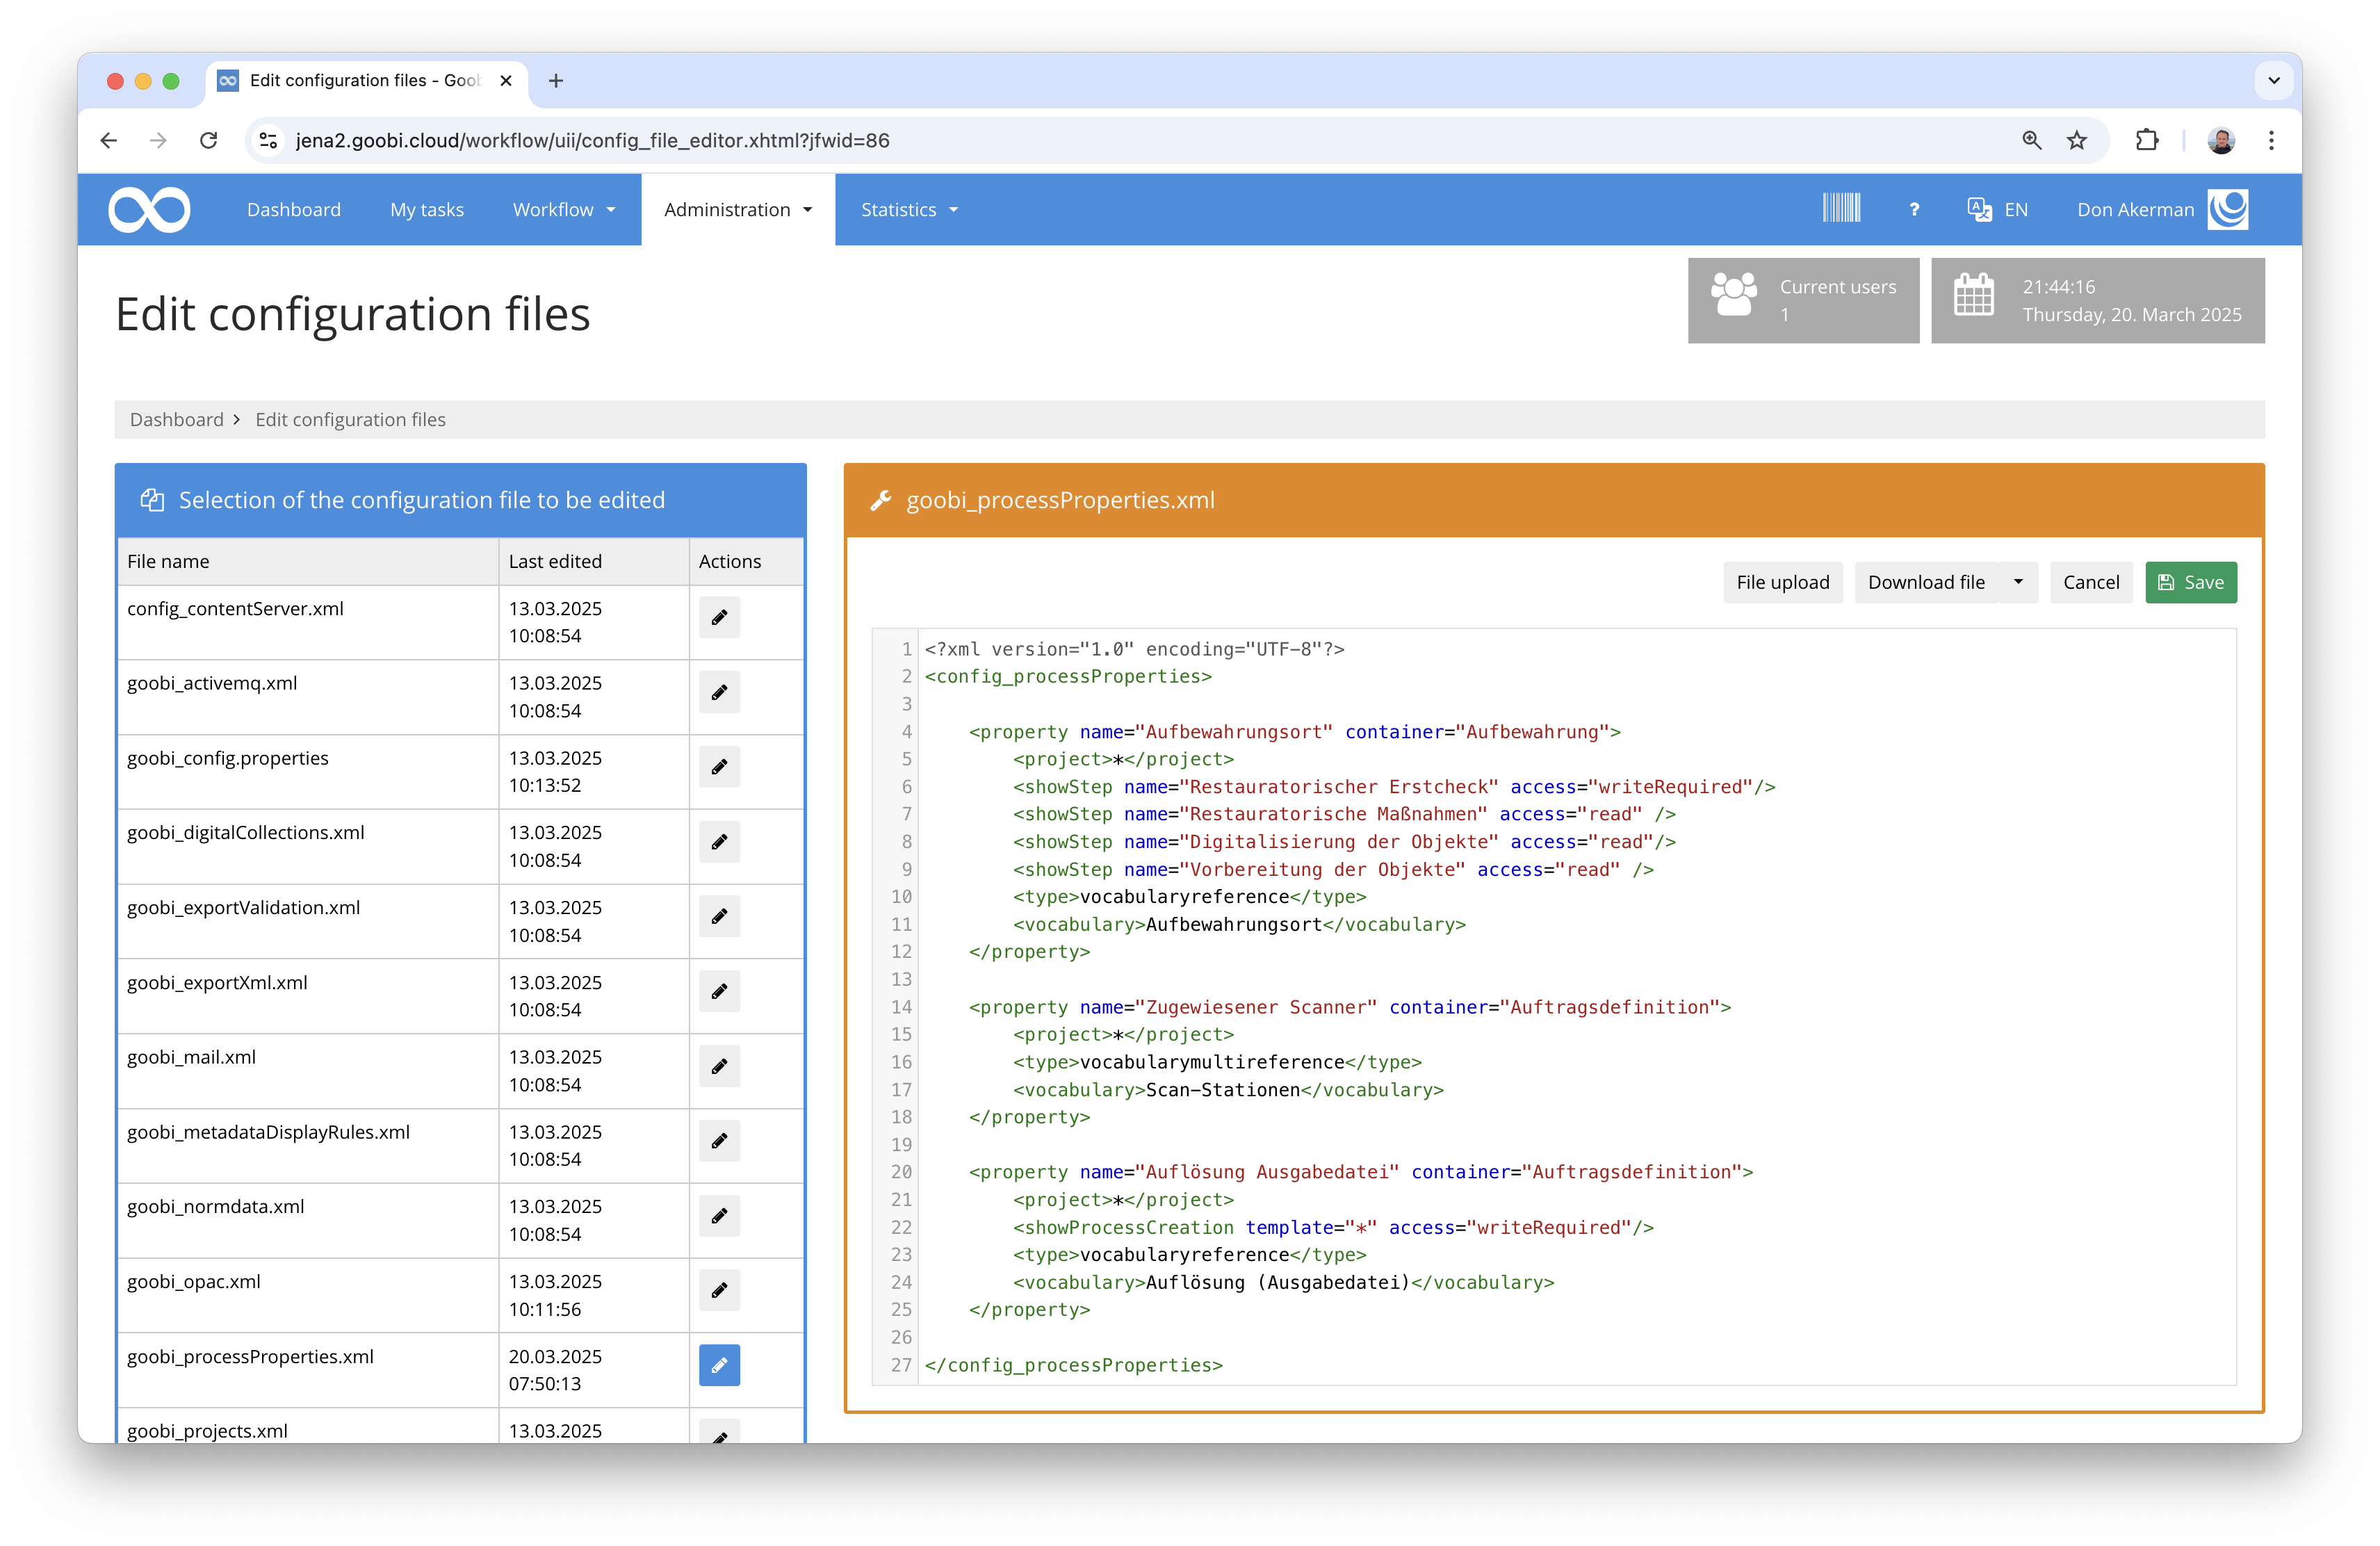 Edit configuration files - Goo
jena2.goobi.cloud/workflow/uii/config_file_editor.xhtml?jfwid=86
Dashboard My tasks Workflow Administration Statistics ? EN Don Akerman
Edit configuration files
Current users
1
21:44:16
Thursday, 20. March 2025
Dashboard > Edit configuration files
Selection of the configuration file to be edited
File name Last edited Actions
config_contentServer.xml 13.03.2025
10:08:54
goobi_activemq.xml 13.03.2025
10:08:54
goobi_config.properties 13.03.2025
10:13:52
goobi_digitalCollections.xml 13.03.2025
10:08:54
goobi_exportValidation.xml 13.03.2025
10:08:54
goobi_exportXml.xml 13.03.2025
10:08:54
goobi_mail.xml 13.03.2025
10:08:54
goobi_metadataDisplayRules.xml 13.03.2025
10:08:54
goobi_normdata.xml 13.03.2025
10:08:54
goobi_opac.xml 13.03.2025
10:11:56
goobi_processProperties.xml 20.03.2025
07:50:13
goobi_projects.xml 13.03.2025
goobi_processProperties.xml
File upload Download file Cancel Save
1 <?xml version="1.0" encoding="UTF-8"?>
2 <config_processProperties>
3
4 <property name="Aufbewahrungsort" container="Aufbewahrung">
5 <project>*</project>
6 <showStep name="Restauratorischer Erstcheck" access="writeRequired"/>
7 <showStep name="Restauratorische Maßnahmen" access="read" />
8 <showStep name="Digitalisierung der Objekte" access="read"/>
9 <showStep name="Vorbereitung der Objekte" access="read" />
10 <type>vocabularyreference</type>
11 <vocabulary>Aufbewahrungsort</vocabulary>
12 </property>
13
14 <property name="Zugewiesener Scanner" container="Auftragsdefinition">
15 <project>*</project>
16 <type>vocabularymultireference</type>
17 <vocabulary>Scan-Stationen</vocabulary>
18 </property>
19
20 <property name="Auflösung Ausgabedatei" container="Auftragsdefinition">
21 <project>*</project>
22 <showProcessCreation template="*" access="writeRequired"/>
23 <type>vocabularyreference</type>
24 <vocabulary>Auflösung (Ausgabedatei)</vocabulary>
25 </property>
26
27 </config_processProperties>